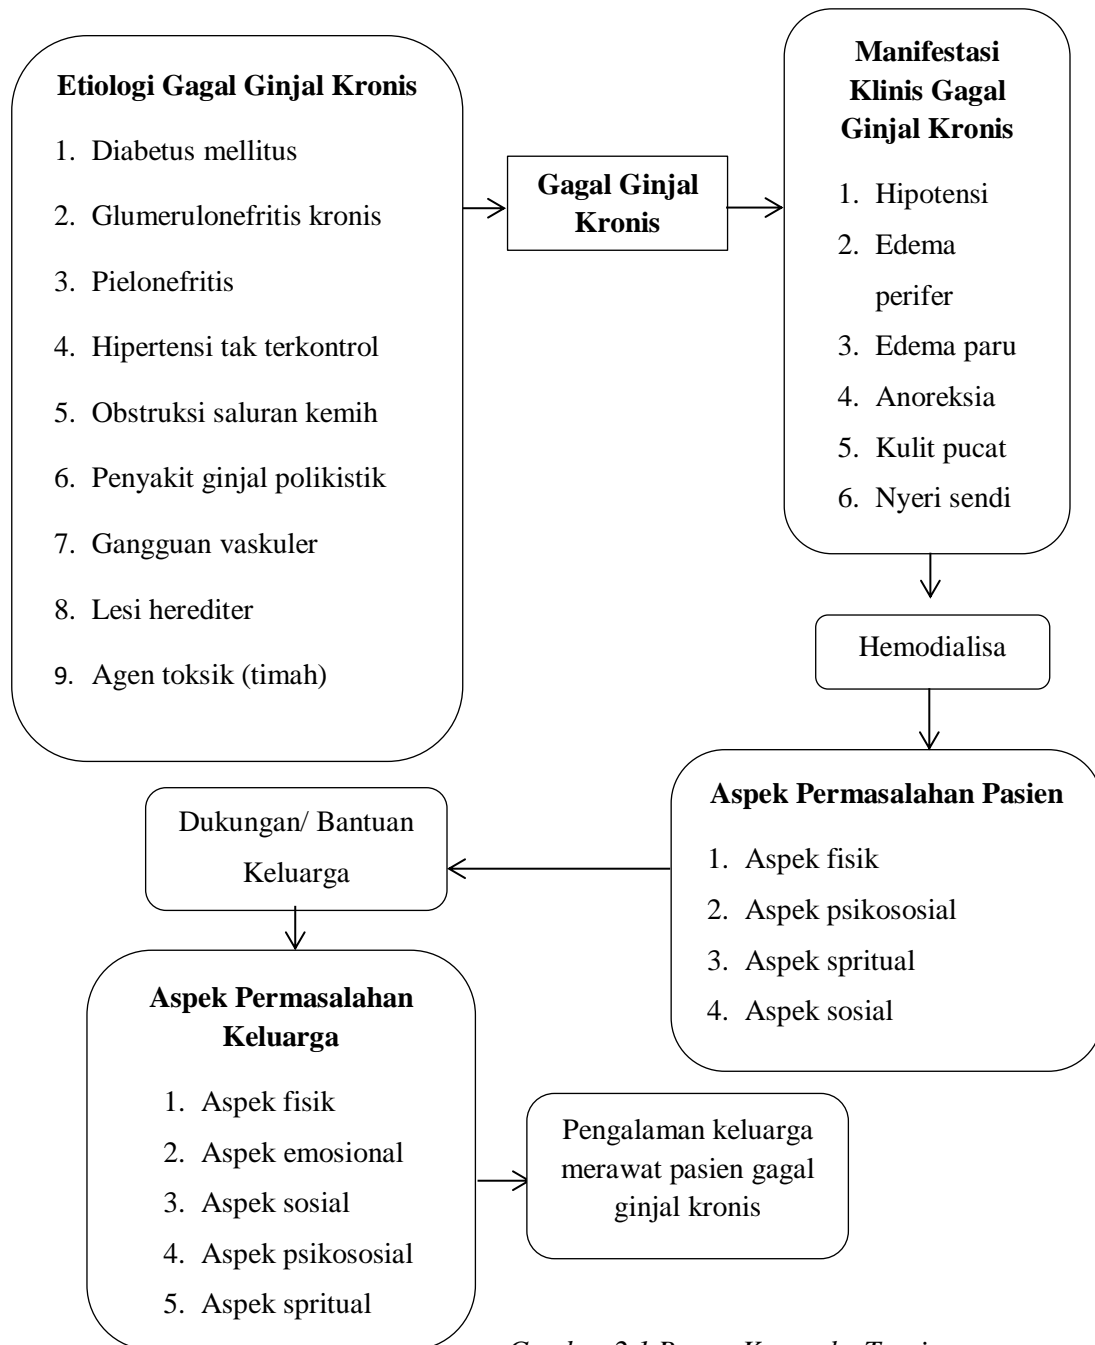 Etiologi Gagal Ginjal Kronis
1. Diabetus mellitus
2. Glumerulonefritis kronis
3. Pielonefritis
4. Hipertensi tak terkontrol
5. Obstruksi saluran kemih
6. Penyakit ginjal polikistik
7. Gangguan vaskuler
8. Lesi herediter
9. Agen toksik (timah)
Gagal Ginjal
Kronis
Manifestasi
Klinis Gagal
Ginjal Kronis
1. Hipotensi
2. Edema
perifer
3. Edema paru
4. Anoreksia
5. Kulit pucat
6. Nyeri sendi
Hemodialisa
Aspek Permasalahan Pasien
1. Aspek fisik
2. Aspek psikososial
3. Aspek spritual
4. Aspek sosial
Dukungan/ Bantuan
Keluarga
Aspek Permasalahan
Keluarga
1. Aspek fisik
2. Aspek emosional
3. Aspek sosial
4. Aspek psikososial
5. Aspek spritual
Pengalaman keluarga
merawat pasien gagal
ginjal kronis